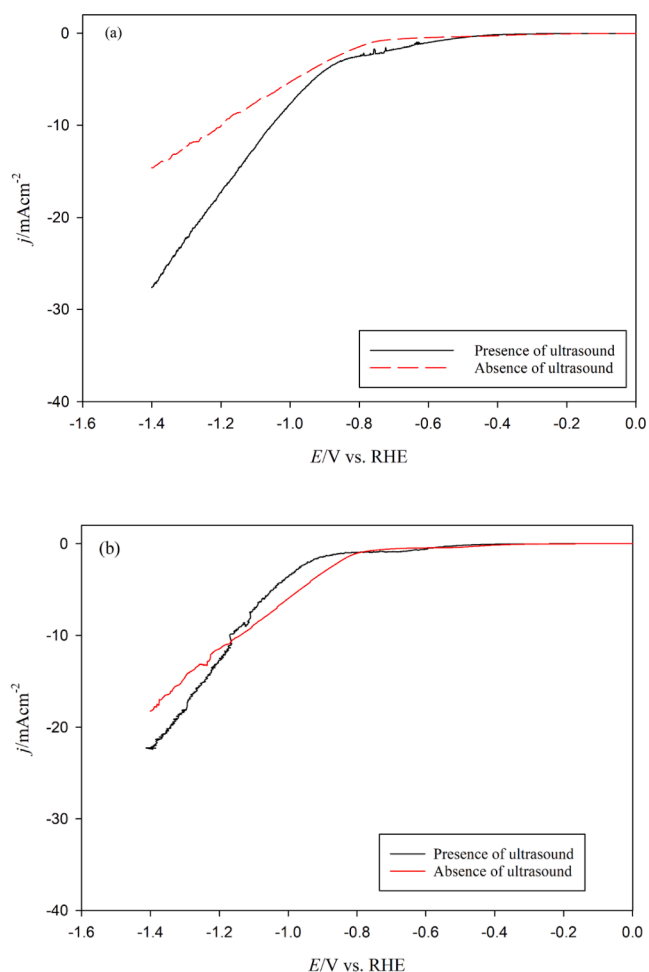 (a)
0
-10
-20
-30
-40
j/mAcm⁻²
Presence of ultrasound
Absence of ultrasound
-1.6 -1.4 -1.2 -1.0 -0.8 -0.6 -0.4 -0.2 0.0
E/V vs. RHE
(b)
0
-10
-20
-30
-40
j/mAcm⁻²
Presence of ultrasound
Absence of ultrasound
-1.6 -1.4 -1.2 -1.0 -0.8 -0.6 -0.4 -0.2 0.0
E/V vs. RHE